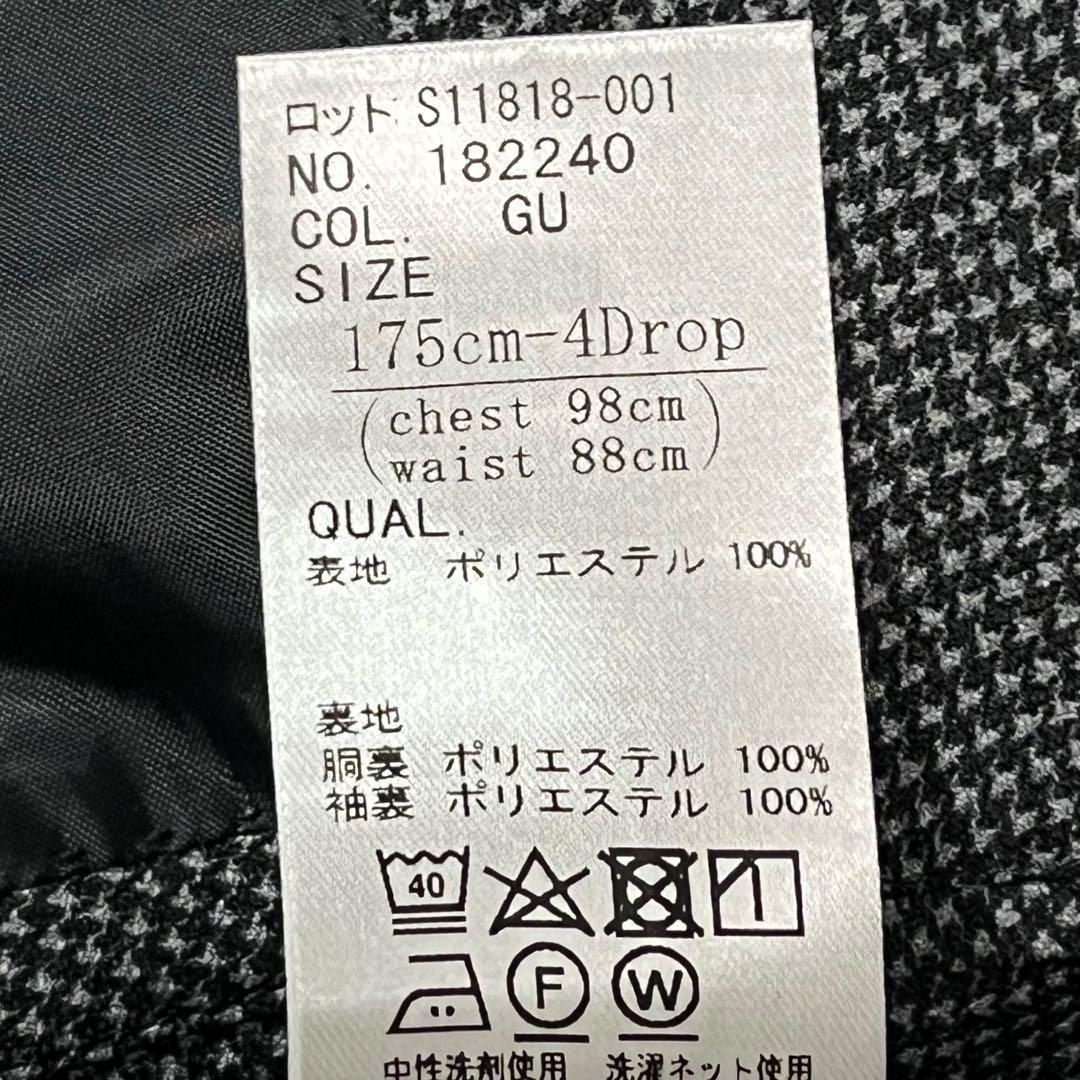 ロット S11818-001
NO. 182240
COL. GU
SIZE
175cm-4Drop
(chest 98cm
waist 88cm)
QUAL.
表地 ポリエステル 100%
裏地
胴裏 ポリエステル 100%
袖裏 ポリエステル 100%
40
F W
中性洗剤使用 洗濯ネット使用